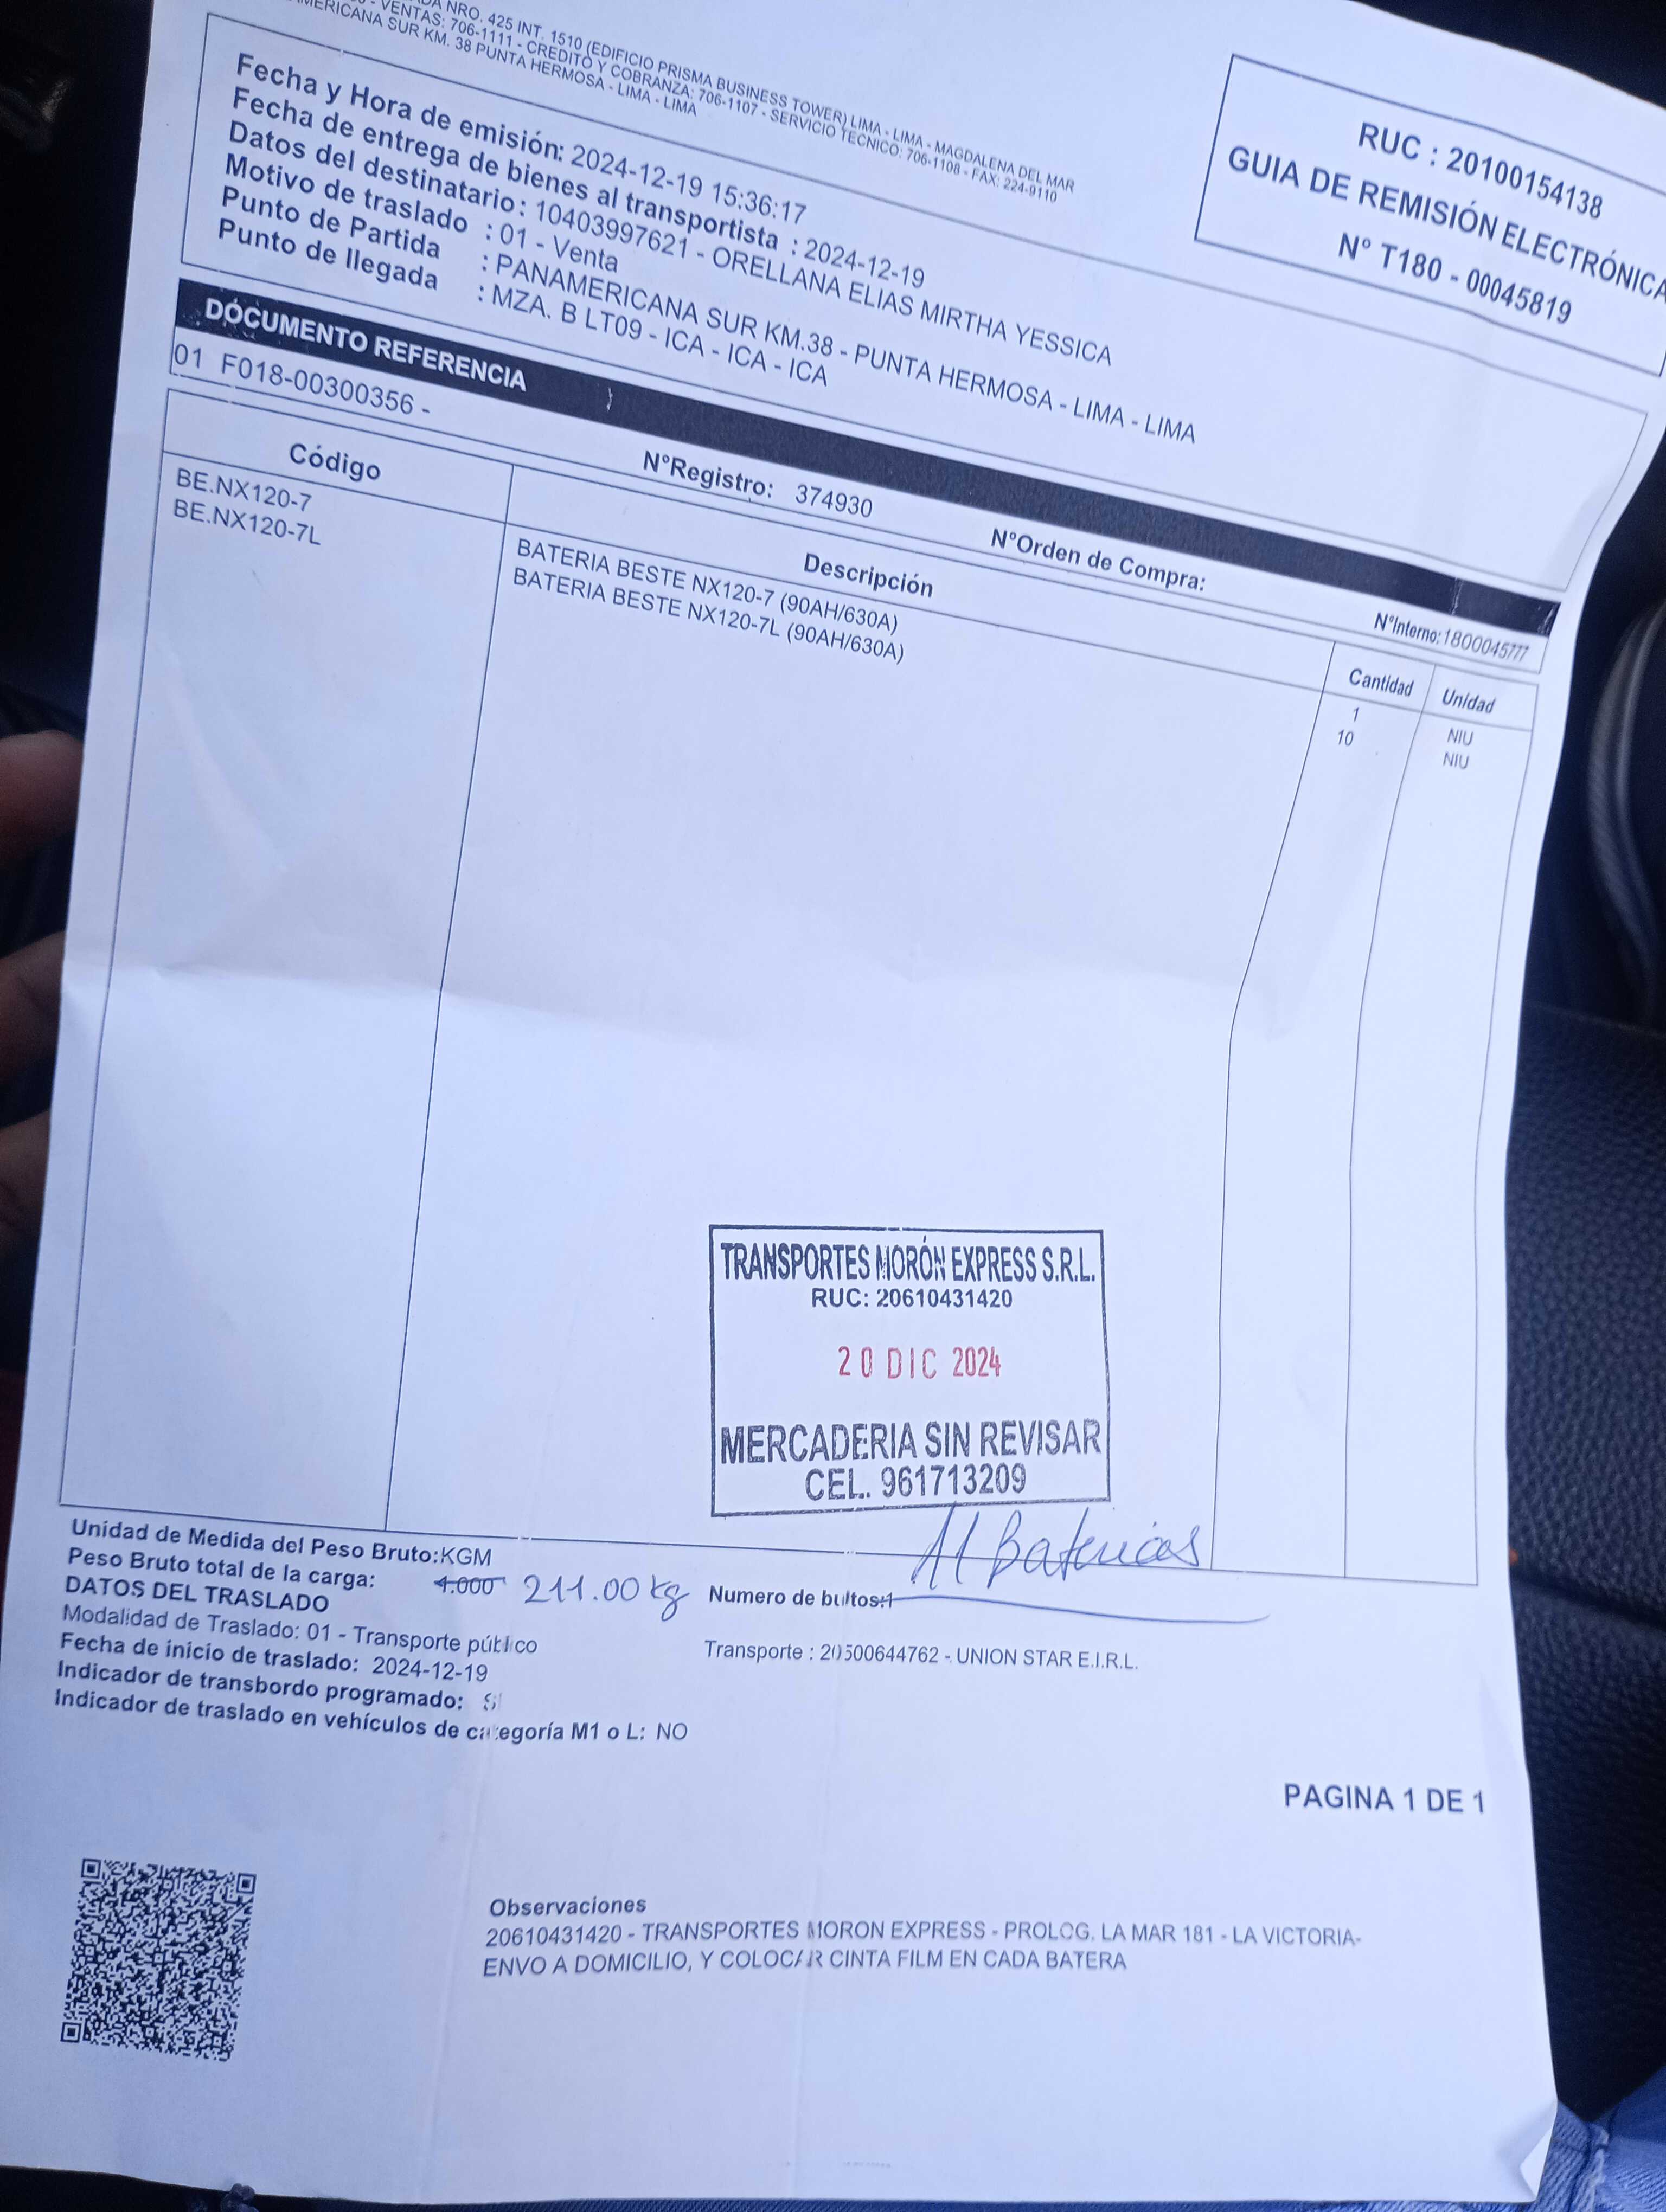 NRO. 425 INT. 1510 (EDIFICIO PRISMA BUSINESS TOWER) LIMA - LIMA - MAGDALENA DEL MAR
- VENTAS: 706-1111 - CREDITO Y COBRANZA: 706-1107 - SERVICIO TECNICO: 706-1108 - FAX: 224-9110
AMERICANA SUR KM. 38 PUNTA HERMOSA - LIMA - LIMA
RUC : 20100154138
GUIA DE REMISIÓN ELECTRÓNICA
N° T180 - 00045819
Fecha y Hora de emisión: 2024-12-19 15:36:17
Fecha de entrega de bienes al transportista : 2024-12-19
Datos del destinatario : 10403997621 - ORELLANA ELIAS MIRTHA YESSICA
Motivo de traslado : 01 - Venta
Punto de Partida : PANAMERICANA SUR KM.38 - PUNTA HERMOSA - LIMA - LIMA
Punto de llegada : MZA. B LT09 - ICA - ICA - ICA
DOCUMENTO REFERENCIA
01 F018-00300356 - N°Registro: 374930 N°Orden de Compra: N°Interno:1800045777
Código Descripción Cantidad Unidad
BE.NX120-7 BATERIA BESTE NX120-7 (90AH/630A) 1 NIU
BE.NX120-7L BATERIA BESTE NX120-7L (90AH/630A) 10 NIU
TRANSPORTES MORÓN EXPRESS S.R.L.
RUC: 20610431420
20 DIC 2024
MERCADERIA SIN REVISAR
CEL. 961713209
11 Baterias
Unidad de Medida del Peso Bruto:KGM
Peso Bruto total de la carga: 4.000 211.00 kg Numero de bultos:1
DATOS DEL TRASLADO
Modalidad de Traslado: 01 - Transporte público Transporte : 20500644762 - UNION STAR E.I.R.L.
Fecha de inicio de traslado: 2024-12-19
Indicador de transbordo programado:
Indicador de traslado en vehículos de categoría M1 o L: NO
PAGINA 1 DE 1
Observaciones
20610431420 - TRANSPORTES MORON EXPRESS - PROLOG. LA MAR 181 - LA VICTORIA-
ENVO A DOMICILIO, Y COLOCAR CINTA FILM EN CADA BATERA